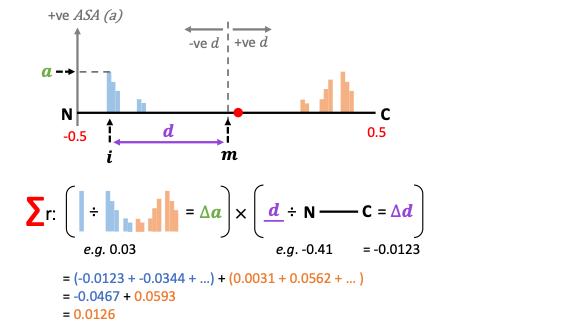 +ve ASA (a)
-ve d +ve d
a
N C
-0.5 d 0.5
i m
Σr: ( ÷ = Δa ) × ( d ÷ N — C = Δd )
e.g. 0.03 e.g. -0.41 = -0.0123
= (-0.0123 + -0.0344 + ...) + (0.0031 + 0.0562 + ... )
= -0.0467 + 0.0593
= 0.0126